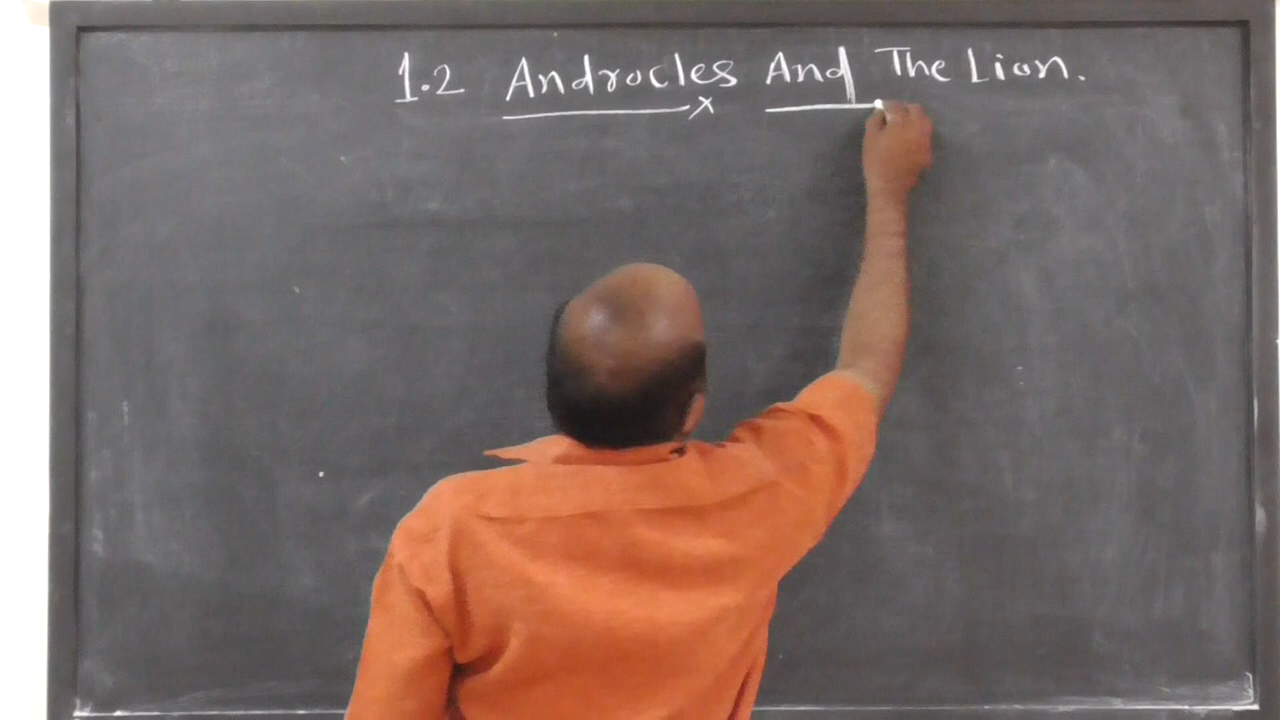 1.2 Androcles And The Lion.
x